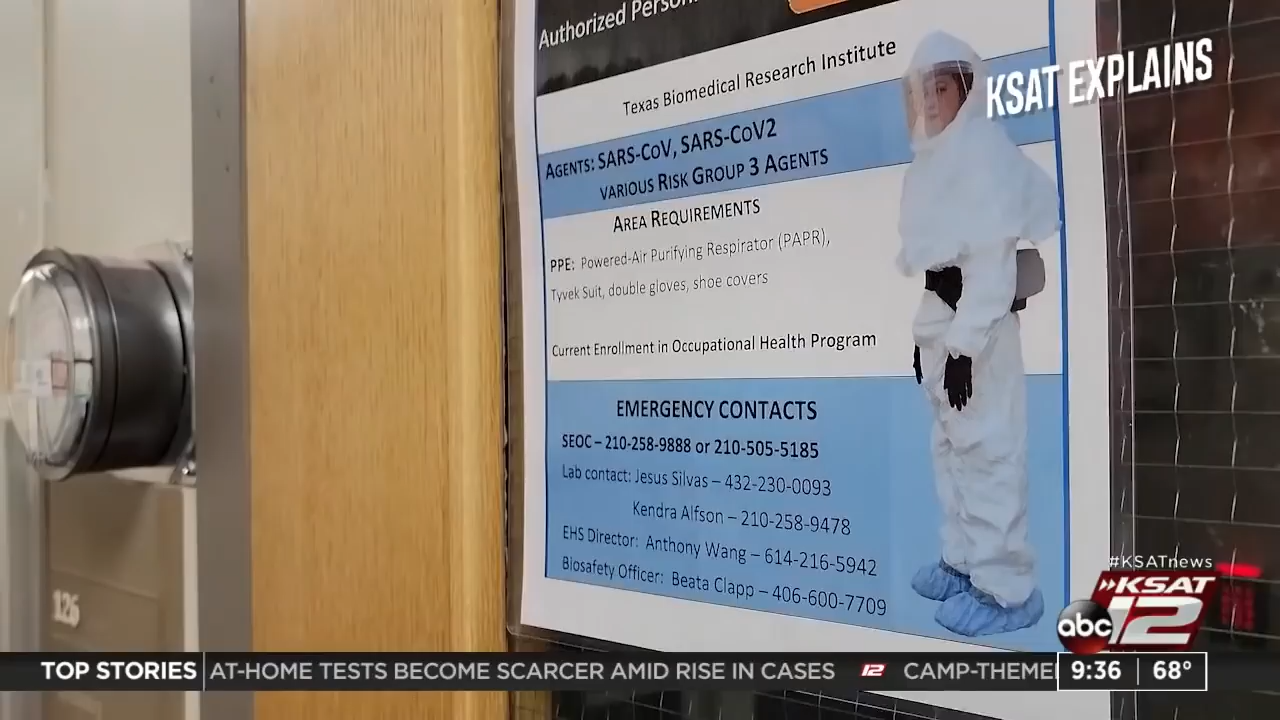 Authorized
Texas Biomedical Research Institute
AGENTS: SARS-COV, SARS-COV2
VARIOUS RISK GROUP 3 AGENTS
AREA REQUIREMENTS
PPE: Powered-Air Purifying Respirator (PAPR),
Tyvek Suit, double gloves, shoe covers
Current Enrollment in Occupational Health Program
EMERGENCY CONTACTS
SEOC – 210-258-9888 or 210-505-5185
Lab contact: Jesus Silvas – 432-230-0093
Kendra Alfson – 210-258-9478
EHS Director: Anthony Wang – 614-216-5942
Biosafety Officer: Beata Clapp – 406-600-7709
KSAT EXPLAINS
126
#KSATnews
KSAT
abc 12
TOP STORIES AT-HOME TESTS BECOME SCARCER AMID RISE IN CASES 12 CAMP-THEME
9:36 68°